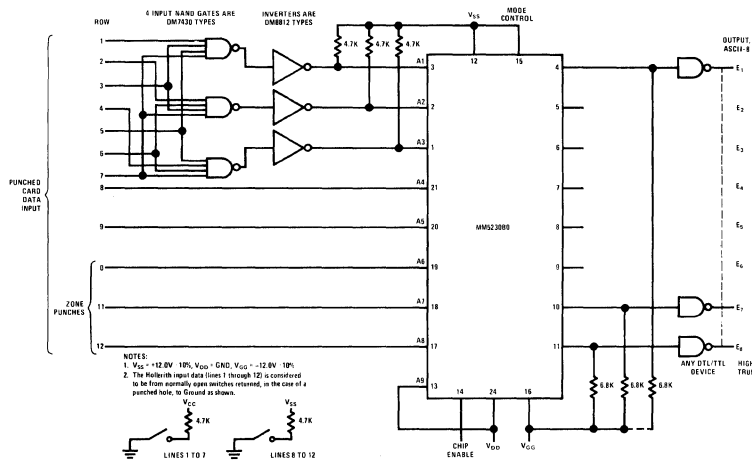 4 INPUT NAND GATES ARE
DM7430 TYPES
INVERTERS ARE
DM8812 TYPES
VSS
MODE
CONTROL
ROW
OUTPUT,
ASCII-8
4.7K
4.7K
4.7K
12
15
1
2
3
4
5
6
7
8
9
0
11
12
PUNCHED
CARD
DATA
INPUT
ZONE
PUNCHES
A1
3
A2
2
A3
1
A4
21
A5
20
A6
19
A7
18
A8
17
A9
13
MM5230BO
4
5
6
7
8
9
10
11
E1
E2
E3
E4
E5
E6
E7
E8
14
24
16
CHIP
ENABLE
VDD
VGG
6.8K
6.8K
6.8K
ANY DTL/TTL
DEVICE
HIGH
TRU
NOTES:
1. VSS = +12.0V ·10%, VDD = GND, VGG = −12.0V ·10%
2. The Hollerith input data (lines 1 through 12) is considered
to be from normally open switches returned, in the case of a
punched hole, to Ground as shown.
VCC
4.7K
LINES 1 TO 7
VSS
4.7K
LINES 8 TO 12